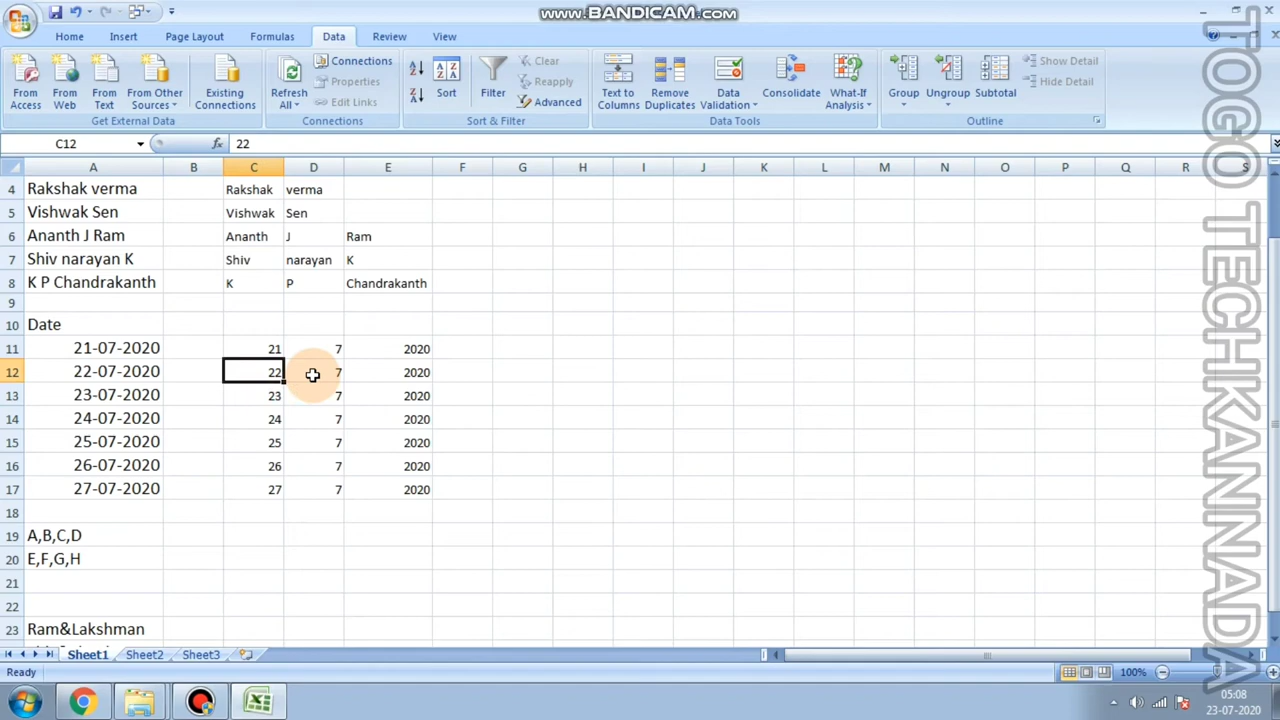 www.BANDICAM.com
Home Insert Page Layout Formulas Data Review View
Connections Clear Show Detail
Properties Reapply Hide Detail
Edit Links Advanced
From Access From Web From Text From Other Sources Existing Connections Refresh All Sort Filter Text to Columns Remove Duplicates Data Validation Consolidate What-If Analysis Group Ungroup Subtotal
Get External Data Connections Sort & Filter Data Tools Outline
C12 fx 22
A B C D E F G H I J K L M N O P Q R S
4 Rakshak verma Rakshak verma
5 Vishwak Sen Vishwak Sen
6 Ananth J Ram Ananth J Ram
7 Shiv narayan K Shiv narayan K
8 K P Chandrakanth K P Chandrakanth
9
10 Date
11 21-07-2020 21 7 2020
12 22-07-2020 22 7 2020
13 23-07-2020 23 7 2020
14 24-07-2020 24 7 2020
15 25-07-2020 25 7 2020
16 26-07-2020 26 7 2020
17 27-07-2020 27 7 2020
18
19 A,B,C,D
20 E,F,G,H
21
22
23 Ram&Lakshman
Sheet1 Sheet2 Sheet3
Ready 100%
05:08
23-07-2020
TOGO TECHKANNADA